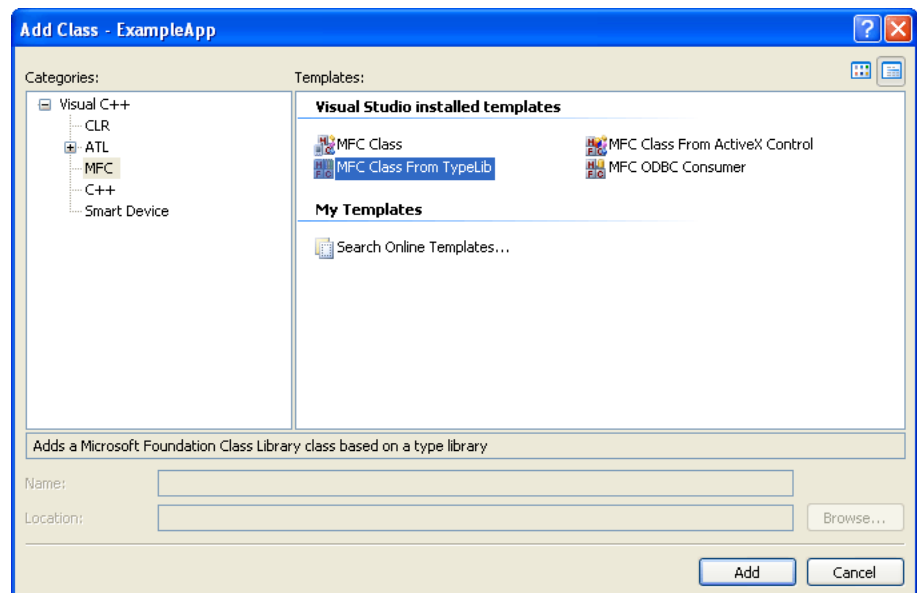 Add Class - ExampleApp
Categories:
Templates:
Visual C++
CLR
ATL
MFC
C++
Smart Device
Visual Studio installed templates
MFC Class
MFC Class From ActiveX Control
MFC Class From TypeLib
MFC ODBC Consumer
My Templates
Search Online Templates...
Adds a Microsoft Foundation Class Library class based on a type library
Name:
Location:
Browse...
Add
Cancel